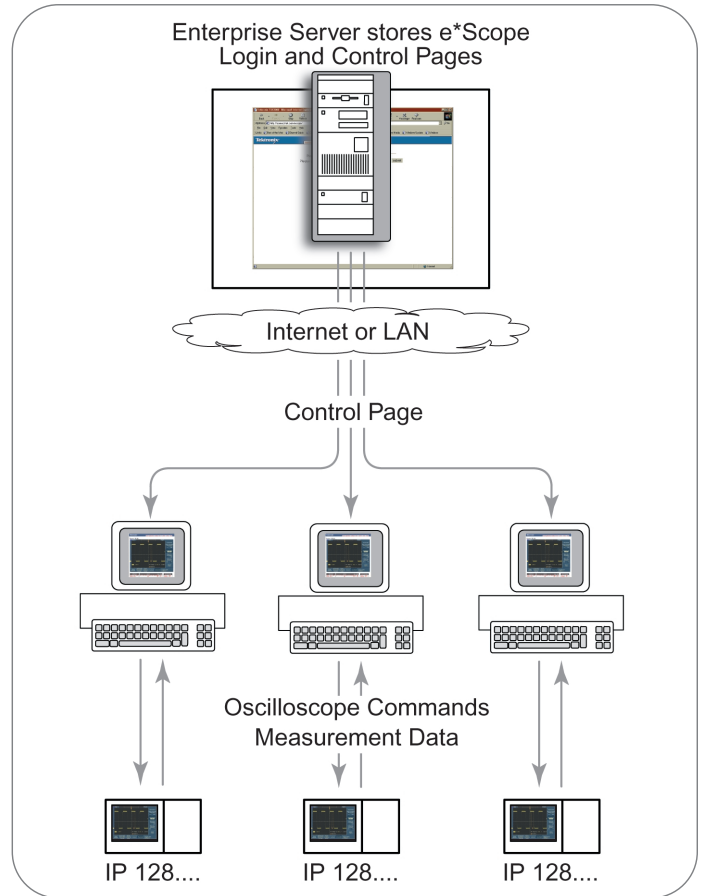 Enterprise Server stores e*Scope
Login and Control Pages
Tektronix
Internet or LAN
Control Page
Oscilloscope Commands
Measurement Data
IP 128.... IP 128.... IP 128....